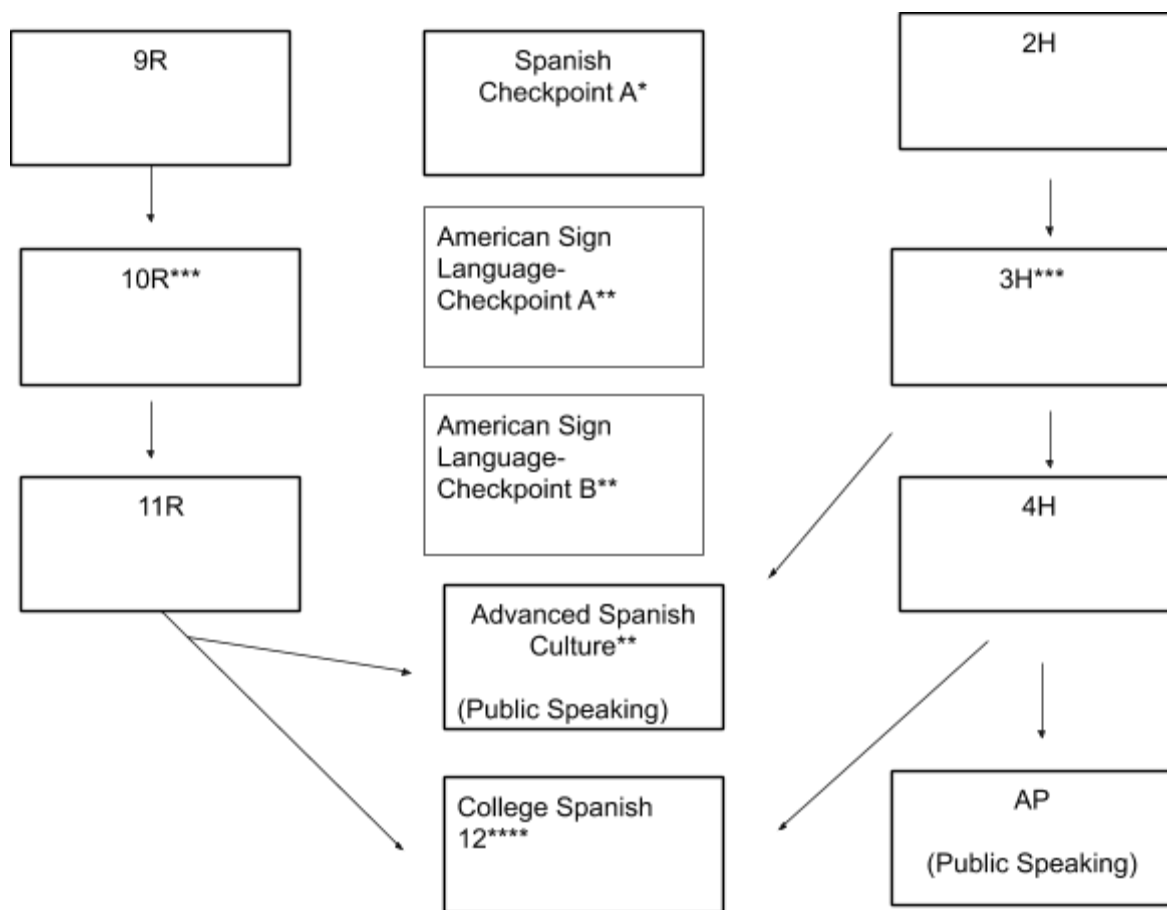 9R
Spanish
Checkpoint A*
2H
10R***
American Sign
Language-
Checkpoint A**
3H***
11R
American Sign
Language-
Checkpoint B**
4H
Advanced Spanish
Culture**
(Public Speaking)
College Spanish
12****
AP
(Public Speaking)